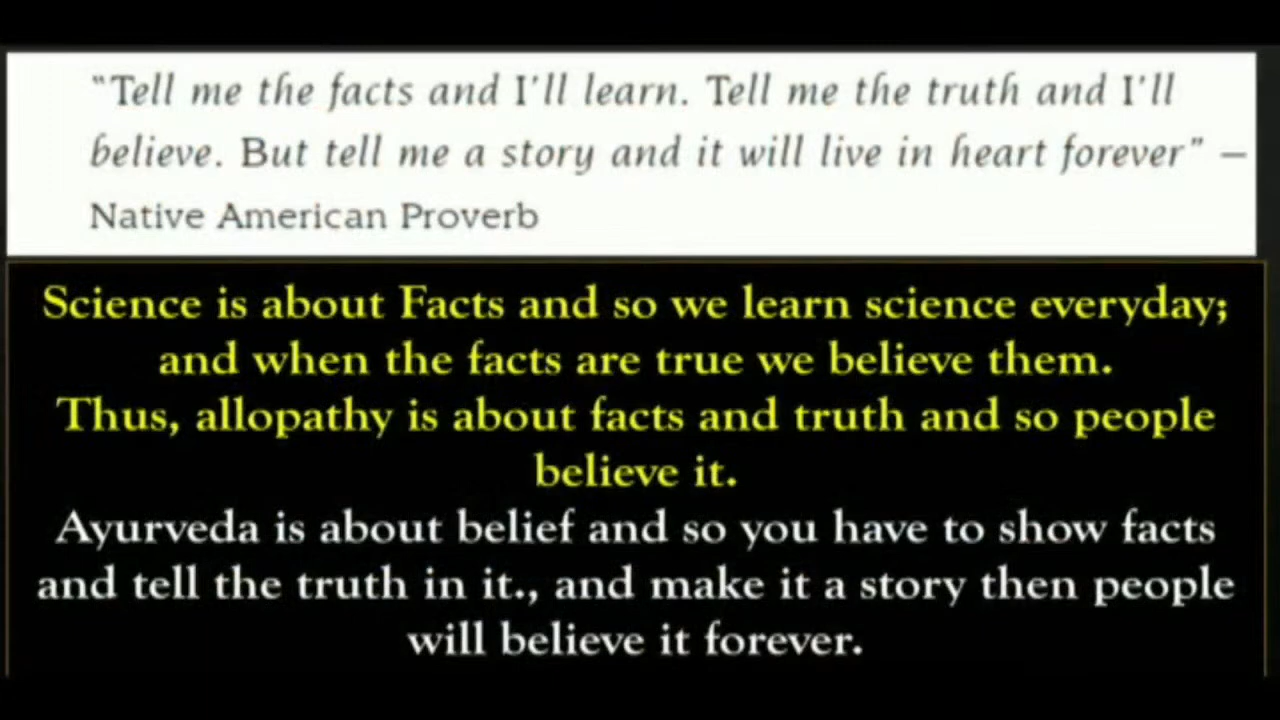 “Tell me the facts and I'll learn. Tell me the truth and I'll
believe. But tell me a story and it will live in heart forever” –
Native American Proverb
Science is about Facts and so we learn science everyday;
and when the facts are true we believe them.
Thus, allopathy is about facts and truth and so people
believe it.
Ayurveda is about belief and so you have to show facts
and tell the truth in it., and make it a story then people
will believe it forever.